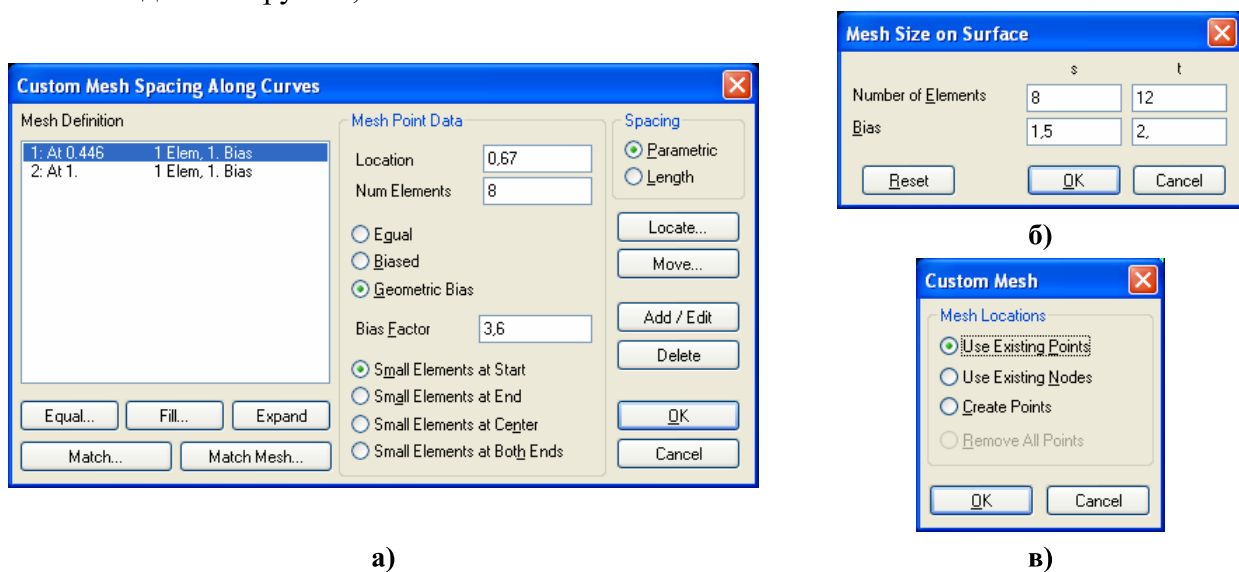 Custom Mesh Spacing Along Curves
Mesh Definition
1: At 0.446 1 Elem, 1. Bias
2: At 1. 1 Elem, 1. Bias
Equal...
Fill...
Expand
Match...
Match Mesh...
Mesh Point Data
Location 0,67
Num Elements 8
Equal
Biased
Geometric Bias
Bias Factor 3,6
Small Elements at Start
Small Elements at End
Small Elements at Center
Small Elements at Both Ends
Spacing
Parametric
Length
Locate...
Move...
Add / Edit
Delete
OK
Cancel
а)
Mesh Size on Surface
s t
Number of Elements 8 12
Bias 1,5 2,
Reset OK Cancel
б)
Custom Mesh
Mesh Locations
Use Existing Points
Use Existing Nodes
Create Points
Remove All Points
OK Cancel
в)